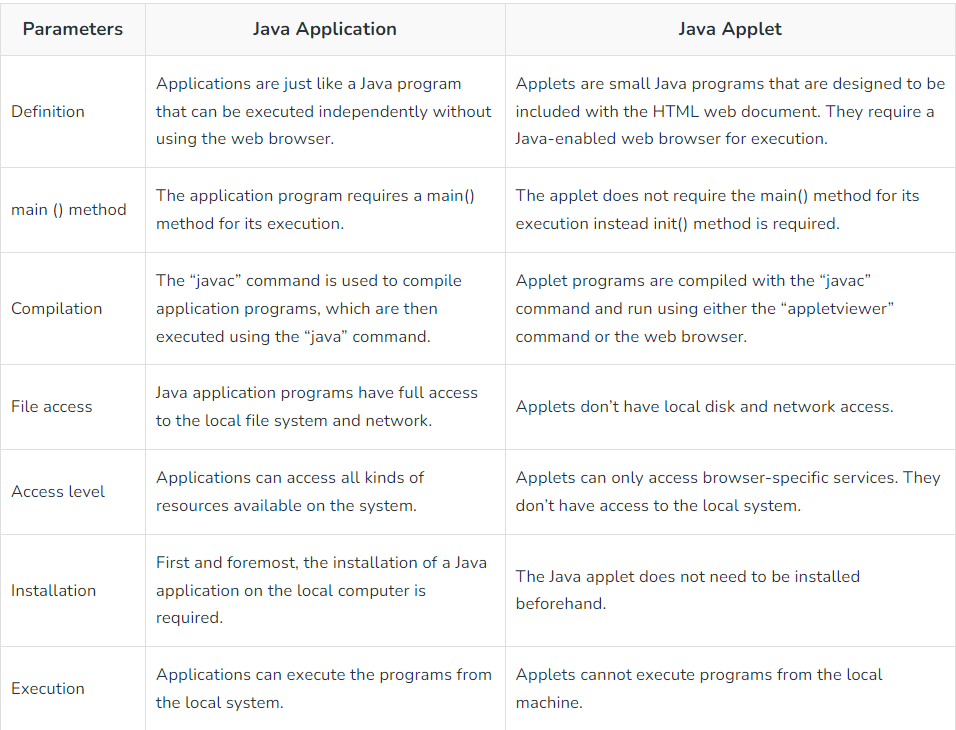 Parameters
Java Application
Java Applet
Definition
Applications are just like a Java program
that can be executed independently without
using the web browser.
Applets are small Java programs that are designed to be
included with the HTML web document. They require a
Java-enabled web browser for execution.
main () method
The application program requires a main()
method for its execution.
The applet does not require the main() method for its
execution instead init() method is required.
Compilation
The “javac” command is used to compile
application programs, which are then
executed using the “java” command.
Applet programs are compiled with the “javac”
command and run using either the “appletviewer”
command or the web browser.
File access
Java application programs have full access
to the local file system and network.
Applets don’t have local disk and network access.
Access level
Applications can access all kinds of
resources available on the system.
Applets can only access browser-specific services. They
don’t have access to the local system.
Installation
First and foremost, the installation of a Java
application on the local computer is
required.
The Java applet does not need to be installed
beforehand.
Execution
Applications can execute the programs from
the local system.
Applets cannot execute programs from the local
machine.